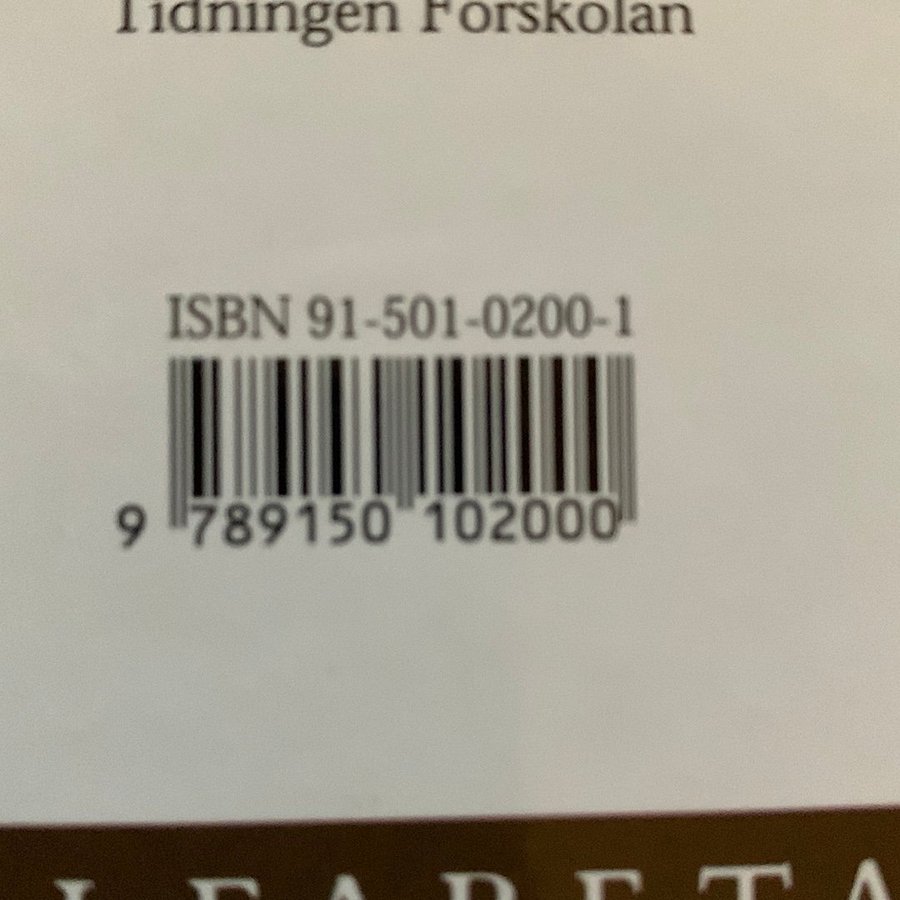 Tidningen Förskolan
ISBN 91-501-0200-1
9 789150 102000